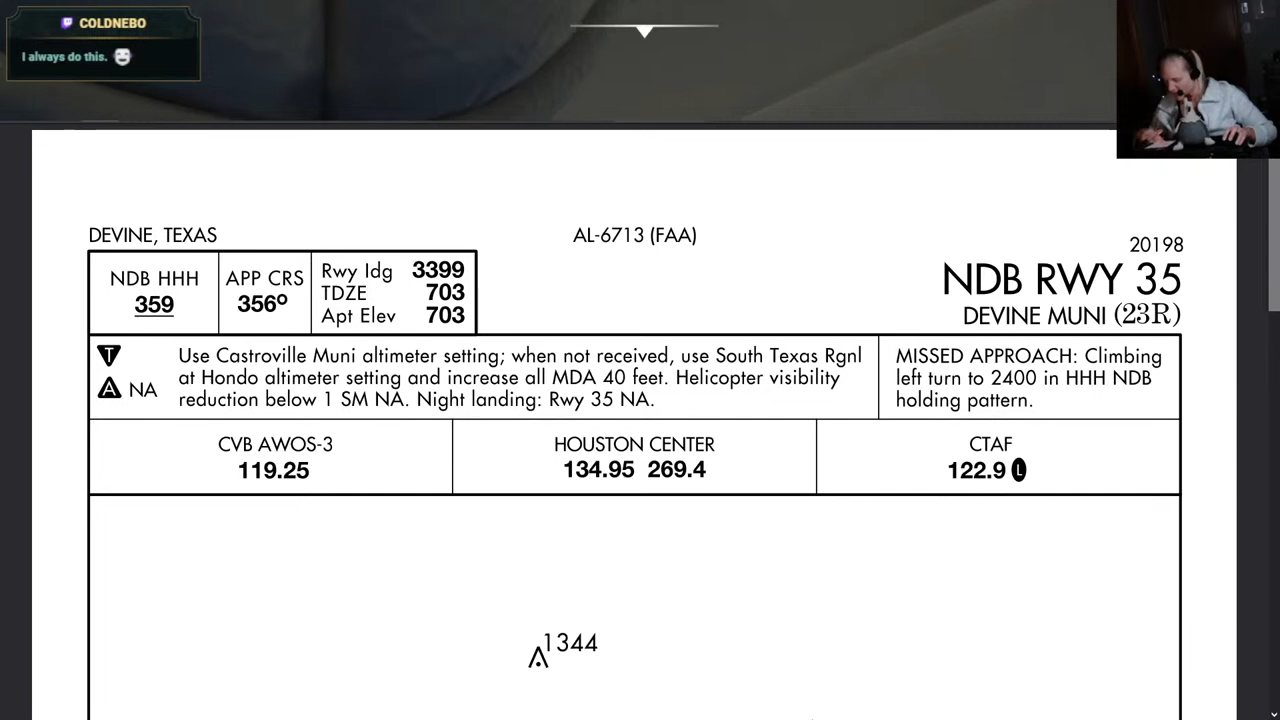 COLDNEBO
I always do this.
DEVINE, TEXAS
AL-6713 (FAA)
20198
NDB RWY 35
DEVINE MUNI (23R)
NDB HHH
359
APP CRS
356°
Rwy Idg 3399
TDZE 703
Apt Elev 703
T
A NA
Use Castroville Muni altimeter setting; when not received, use South Texas Rgnl
at Hondo altimeter setting and increase all MDA 40 feet. Helicopter visibility
reduction below 1 SM NA. Night landing: Rwy 35 NA.
MISSED APPROACH: Climbing
left turn to 2400 in HHH NDB
holding pattern.
CVB AWOS-3
119.25
HOUSTON CENTER
134.95 269.4
CTAF
122.9 L
1344